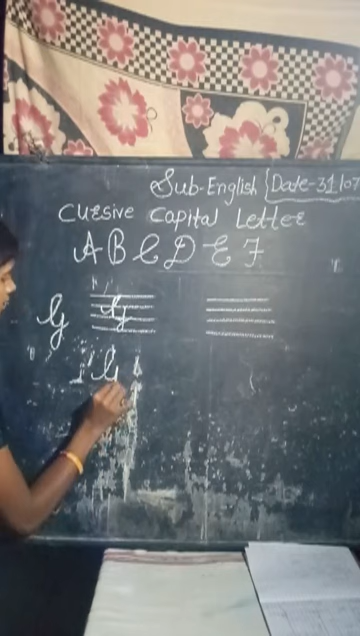 Sub-English {Date-31/07
Cursive Capital Letter
A B C D E F
G G
G